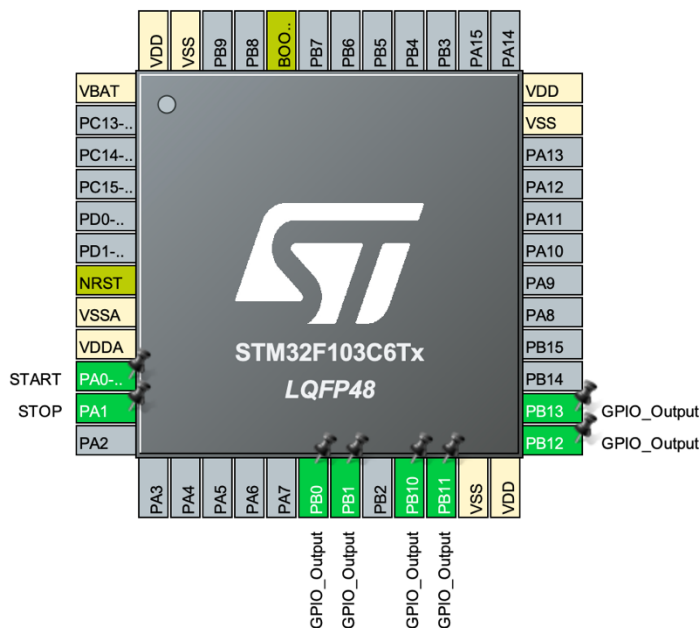 VDD
VSS
PB9
PB8
BOO..
PB7
PB6
PB5
PB4
PB3
PA15
PA14
VBAT
PC13-..
PC14-..
PC15-..
PD0-..
PD1-..
NRST
VSSA
VDDA
START PA0-..
STOP PA1
PA2
ST
STM32F103C6Tx
LQFP48
VDD
VSS
PA13
PA12
PA11
PA10
PA9
PA8
PB15
PB14
PB13 GPIO_Output
PB12 GPIO_Output
PA3
PA4
PA5
PA6
PA7
PB0
PB1
PB2
PB10
PB11
VSS
VDD
GPIO_Output
GPIO_Output
GPIO_Output
GPIO_Output